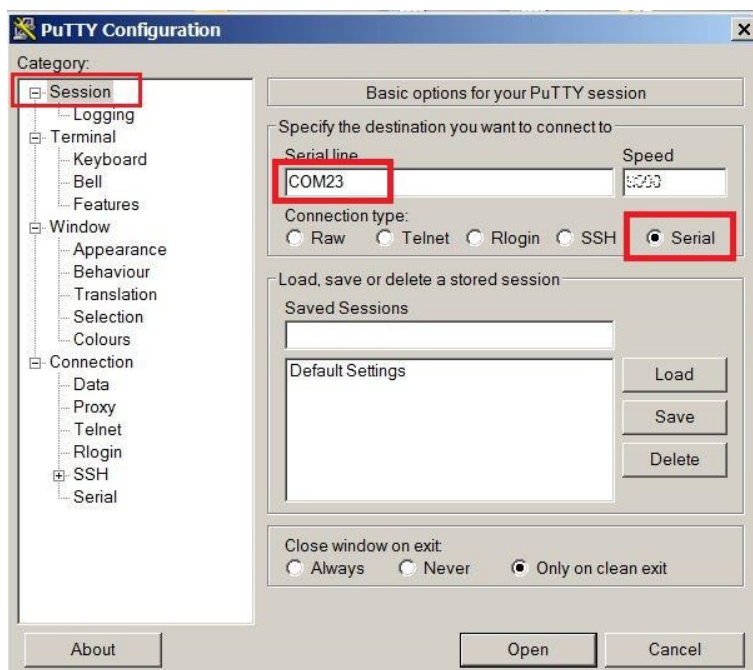 PuTTY Configuration
Category:
Session
Logging
Terminal
Keyboard
Bell
Features
Window
Appearance
Behaviour
Translation
Selection
Colours
Connection
Data
Proxy
Telnet
Rlogin
SSH
Serial
Basic options for your PuTTY session
Specify the destination you want to connect to
Serial line Speed
COM23
Connection type:
Raw Telnet Rlogin SSH Serial
Load, save or delete a stored session
Saved Sessions
Default Settings
Load
Save
Delete
Close window on exit:
Always Never Only on clean exit
About Open Cancel